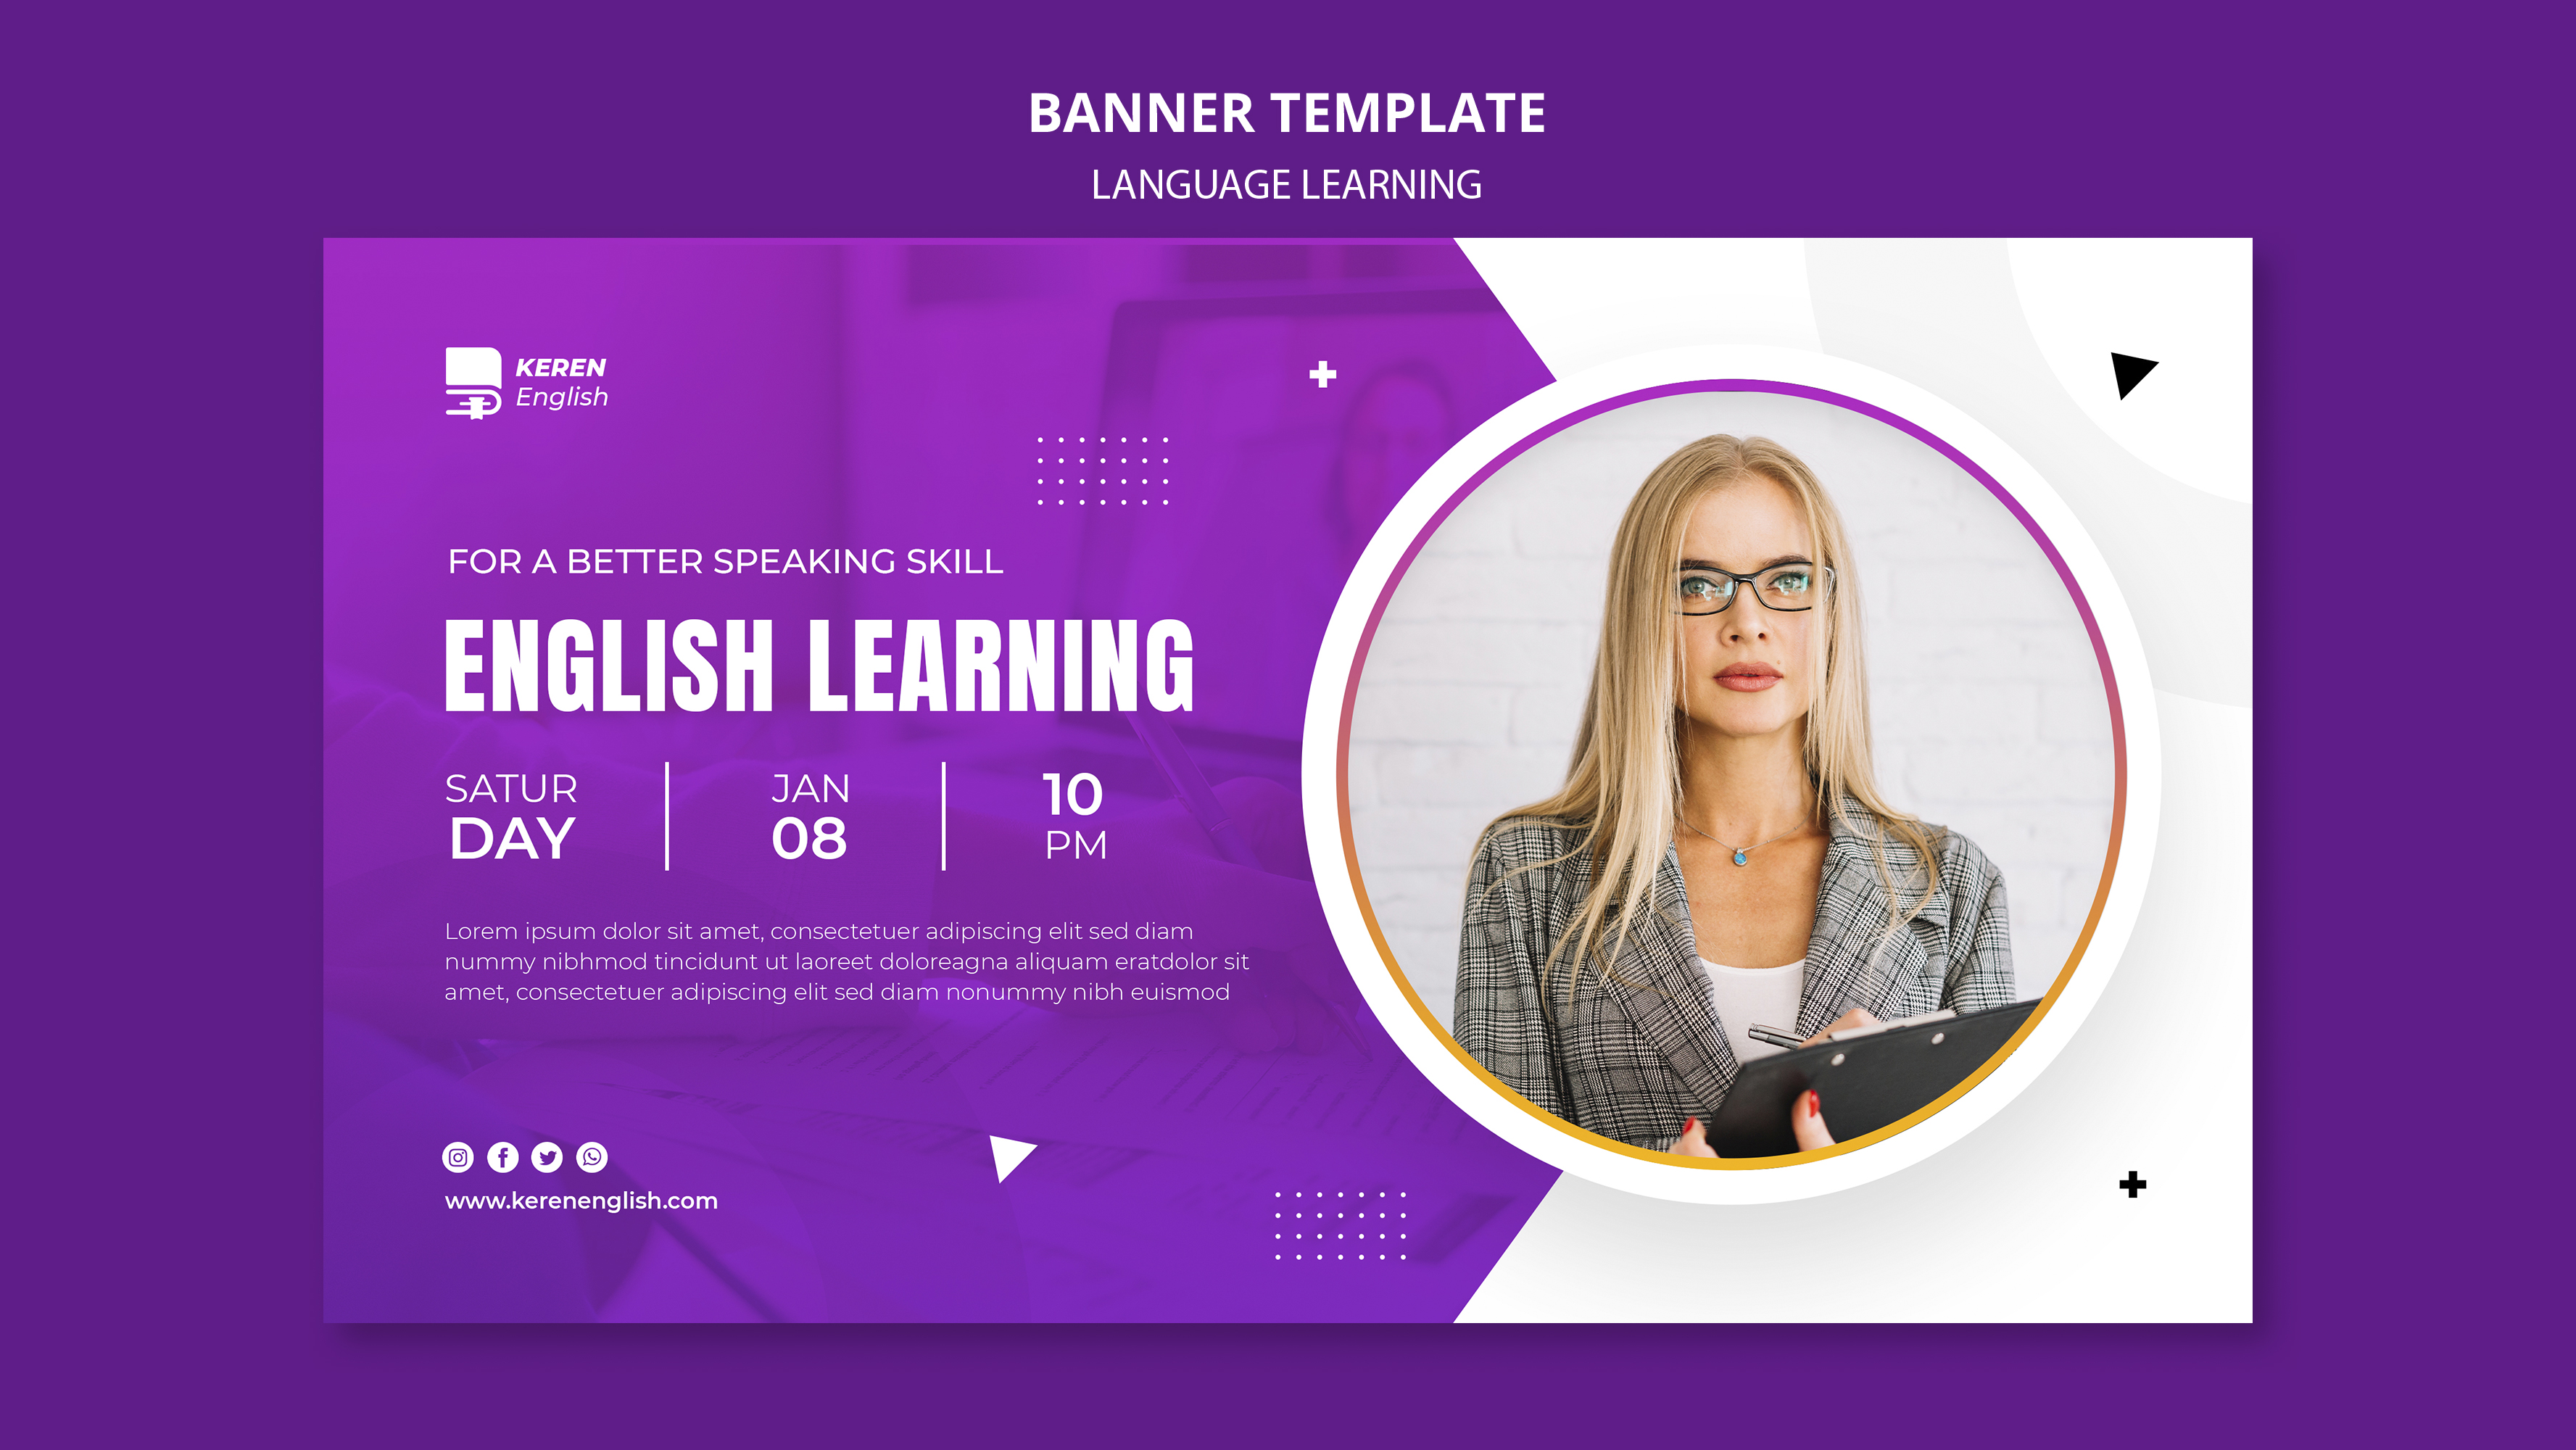 BANNER TEMPLATE
LANGUAGE LEARNING
KEREN
English
FOR A BETTER SPEAKING SKILL
ENGLISH LEARNING
SATUR
DAY
JAN
08
10
PM
Lorem ipsum dolor sit amet, consectetuer adipiscing elit sed diam
nummy nibhmod tincidunt ut laoreet doloreagna aliquam eratdolor sit
amet, consectetuer adipiscing elit sed diam nonummy nibh euismod
www.kerenenglish.com